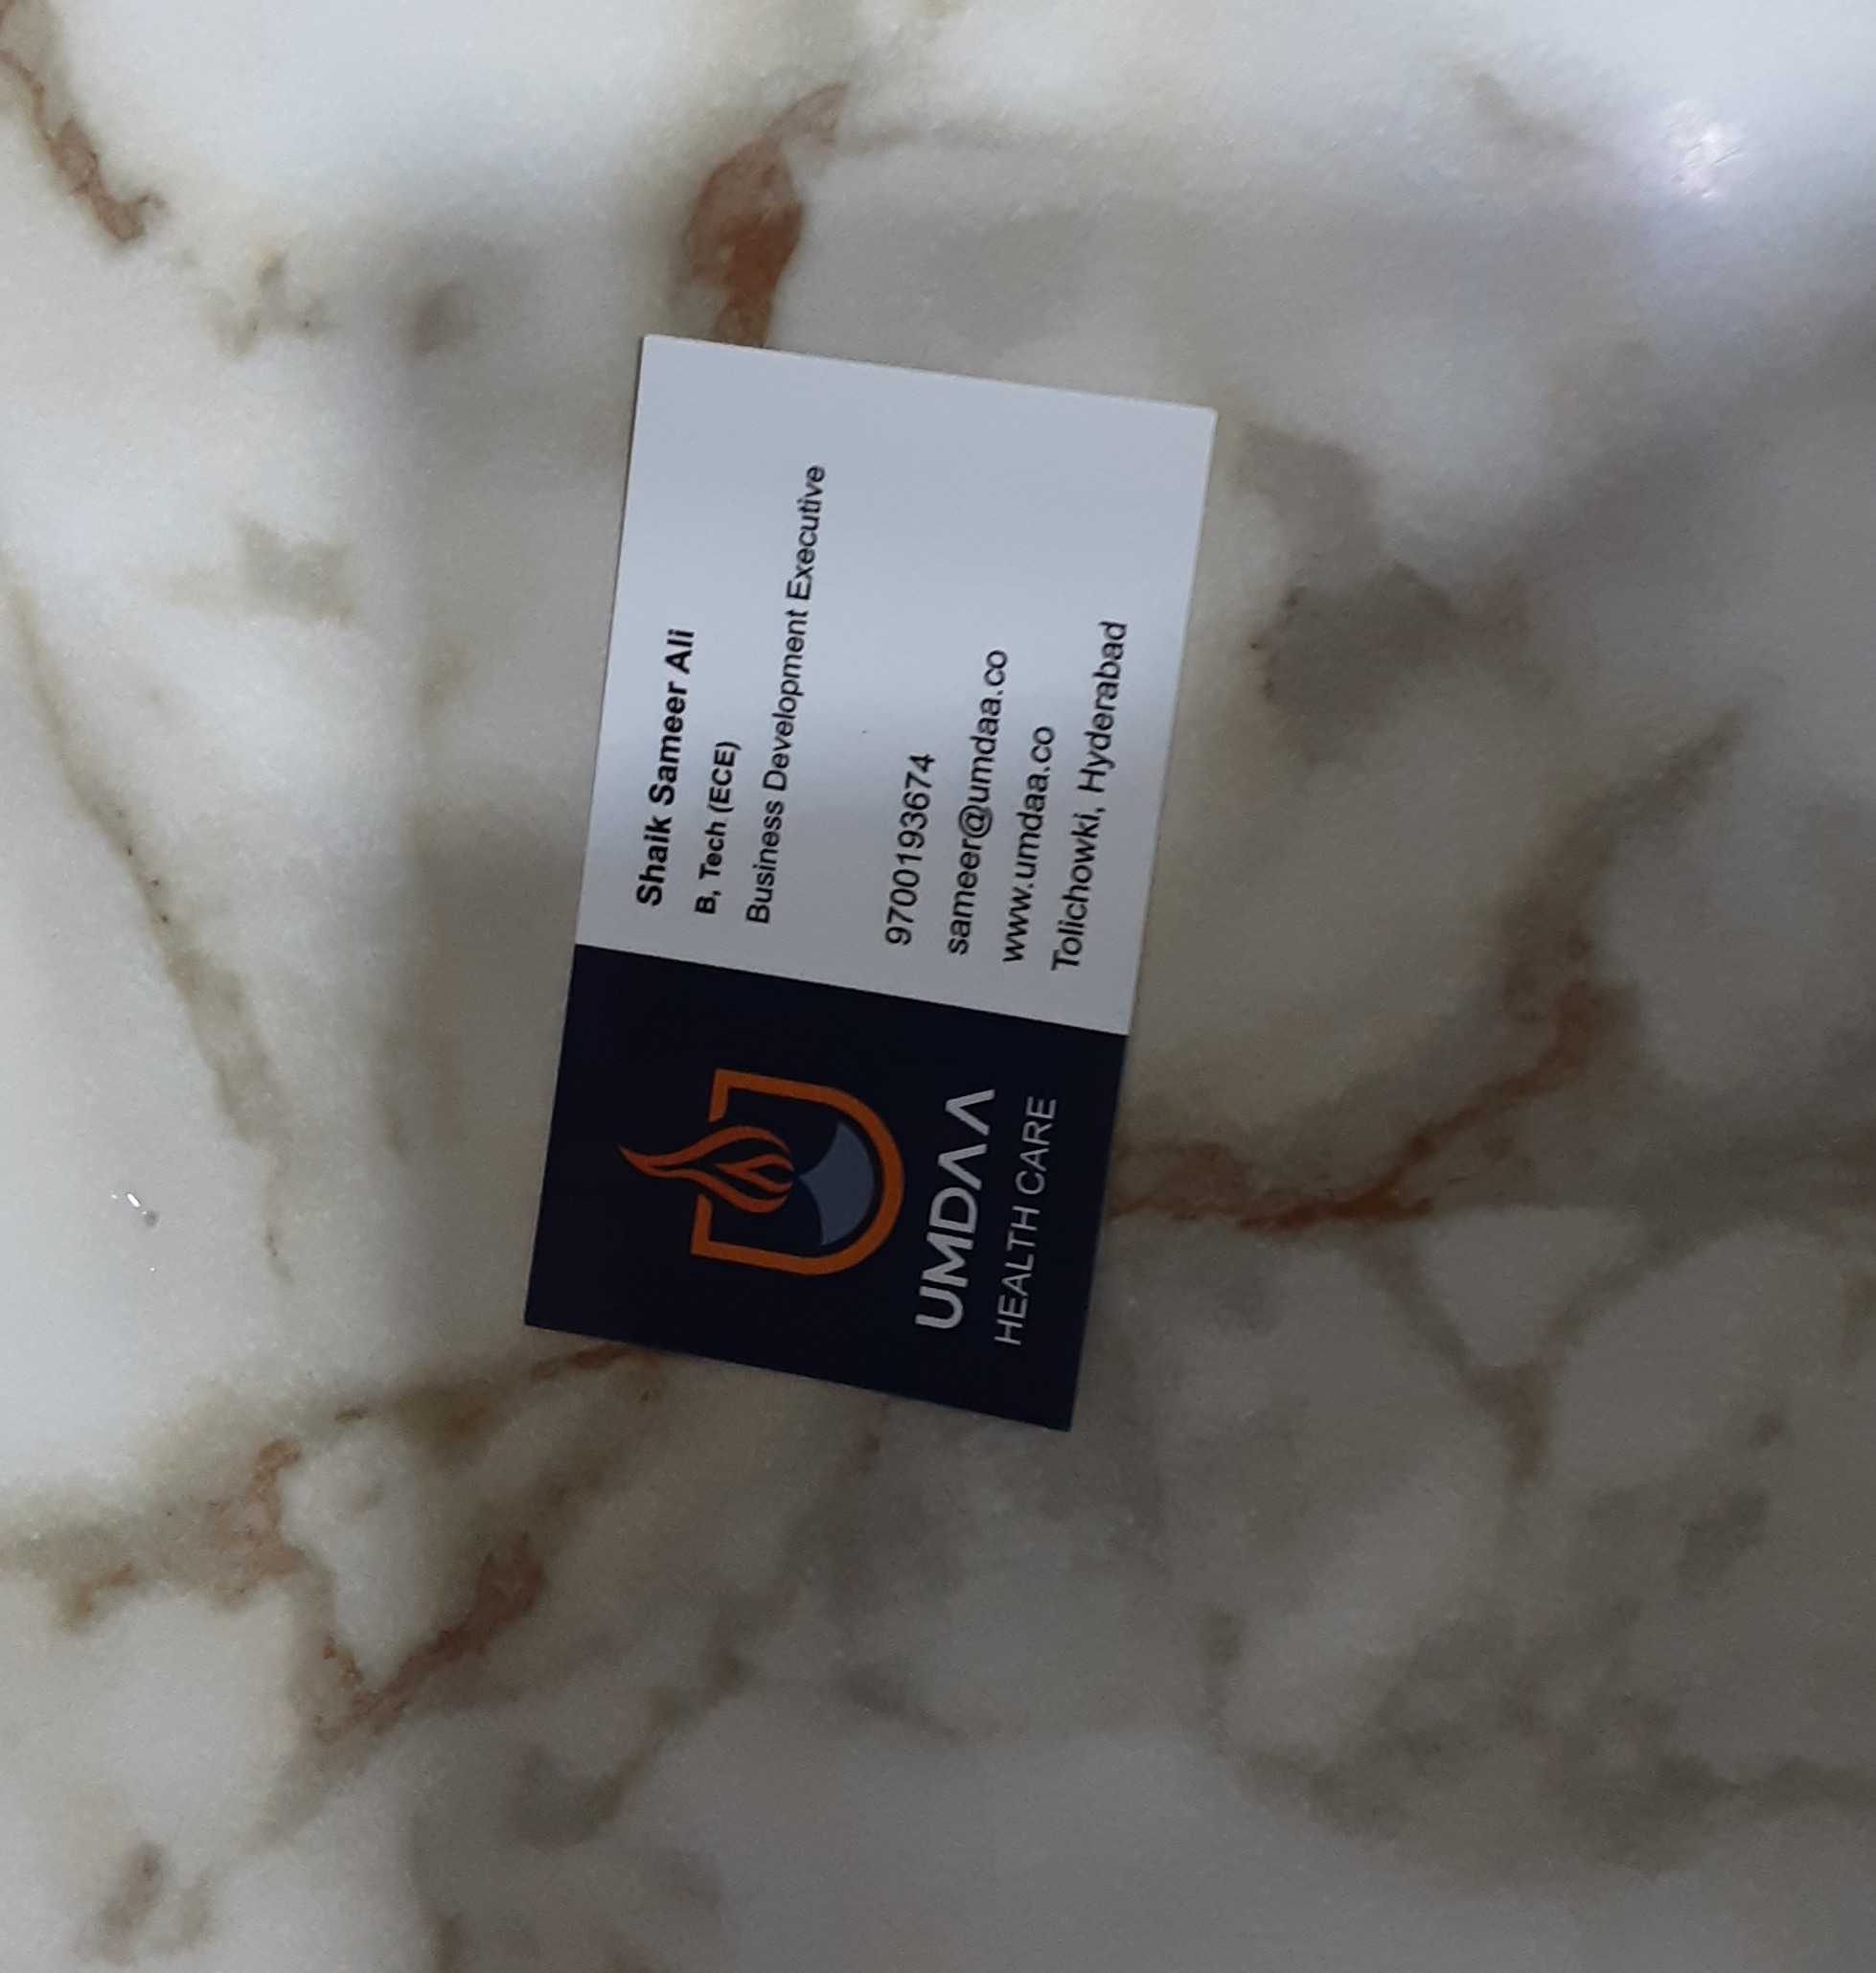 Shaik Sameer Ali
B, Tech (ECE)
Business Development Executive
9700193674
sameer@umdaa.co
www.umdaa.co
Tolichowki, Hyderabad
UMDAA
HEALTH CARE